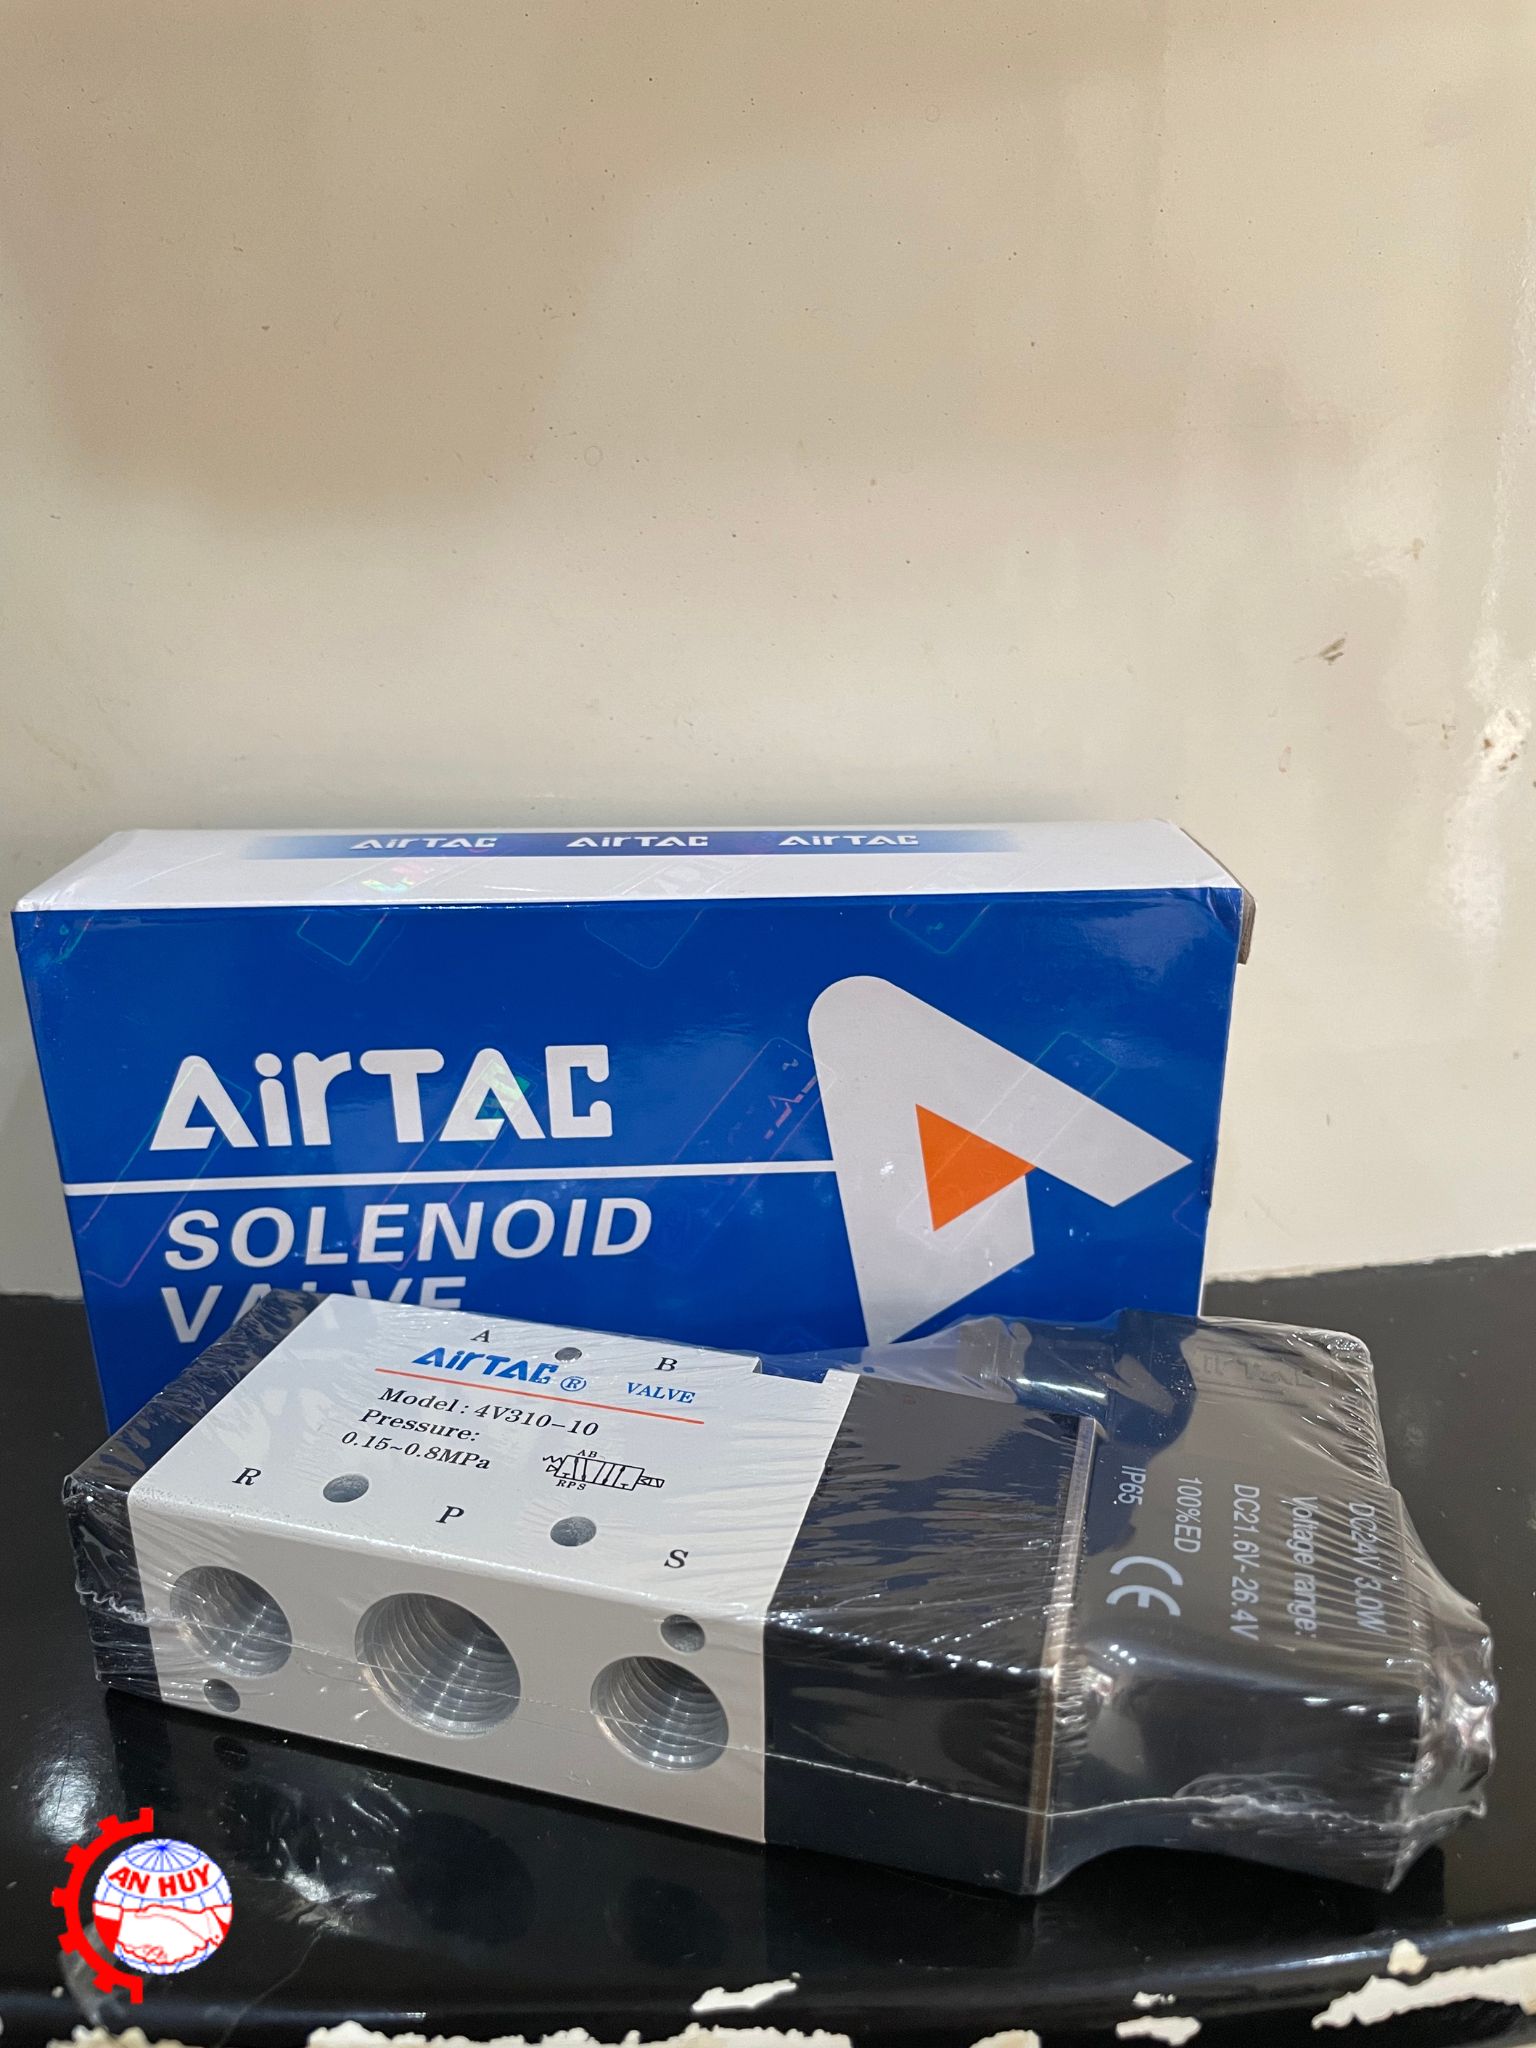 AirTAC AirTAC AirTAC
AirTAC
SOLENOID
VALVE
A
B
AirTAC ® VALVE
Model : 4V310-10
Pressure:
0.15~0.8MPa
A B
R P S
R
P
S
DC24V 3.0W
Voltage range:
DC21.6V-26.4V
100%ED
IP65
CE
AN HUY